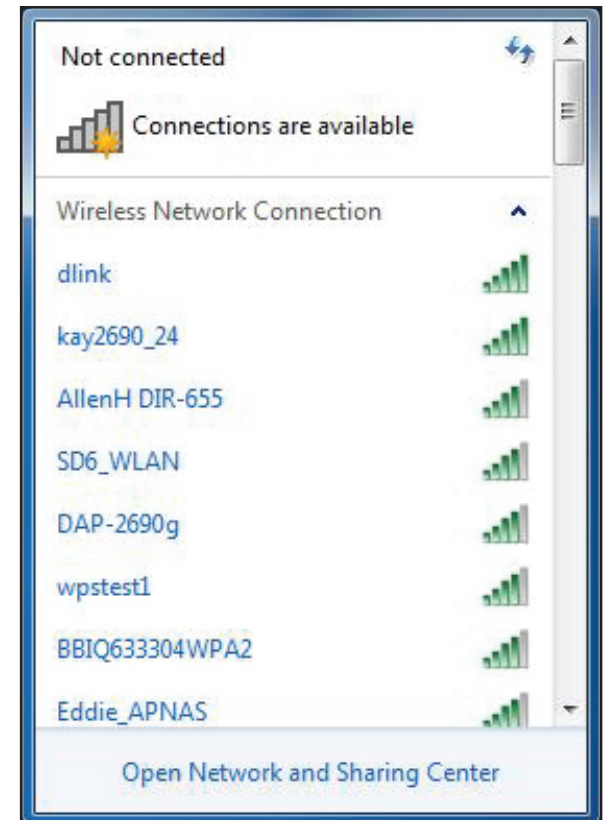 Not connected
Connections are available
Wireless Network Connection
dlink
kay2690_24
AllenH DIR-655
SD6_WLAN
DAP-2690g
wpstest1
BBIQ633304WPA2
Eddie_APNAS
Open Network and Sharing Center